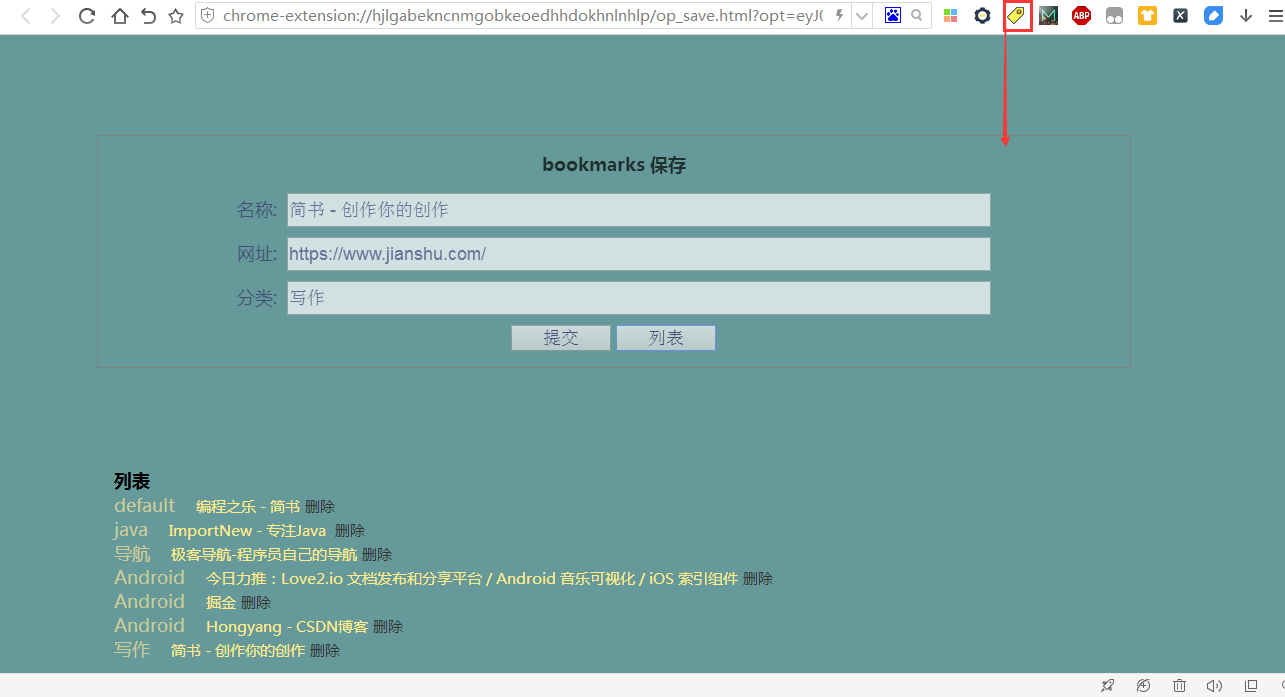 chrome-extension://hjlgabekncnmgobkeoedhhdokhnlnhlp/op_save.html?opt=eyJ0
ABP
bookmarks 保存
名称: 简书 - 创作你的创作
网址: https://www.jianshu.com/
分类: 写作
提交 列表
列表
default 编程之乐 - 简书 删除
java ImportNew - 专注Java 删除
导航 极客导航-程序员自己的导航 删除
Android 今日力推：Love2.io 文档发布和分享平台 / Android 音乐可视化 / iOS 索引组件 删除
Android 掘金 删除
Android Hongyang - CSDN博客 删除
写作 简书 - 创作你的创作 删除